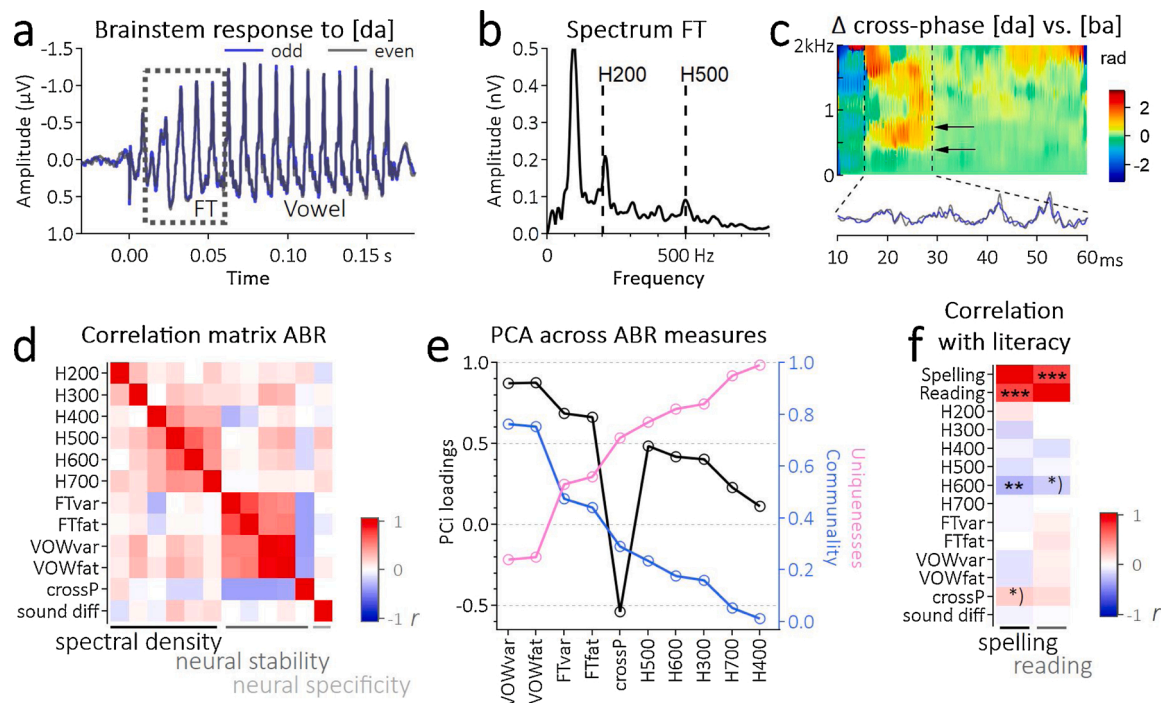 a
Brainstem response to [da]
odd
even
-1.5
-1.0
-0.5
0.0
0.5
1.0
Amplitude (μV)
FT
Vowel
0.00
0.05
0.10
0.15 s
Time
b
Spectrum FT
0.5
0.4
0.3
0.2
0.1
0.0
Amplitude (nV)
H200
H500
0
500 Hz
Frequency
c
Δ cross-phase [da] vs. [ba]
2kHz
1
0
rad
2
0
-2
10
20
30
40
50
60
ms
d
Correlation matrix ABR
H200
H300
H400
H500
H600
H700
FTvar
FTfat
VOWvar
VOWfat
crossP
sound diff
1
0
-1
r
spectral density
neural stability
neural specificity
e
PCA across ABR measures
1.0
0.5
0.0
-0.5
PCi loadings
1.0
0.8
0.6
0.4
0.2
0.0
Communality
Uniquenesses
VOWvar
VOWfat
FTvar
FTfat
crossP
H500
H600
H300
H700
H400
f
Correlation
with literacy
Spelling
***
Reading
***
H200
H300
H400
H500
H600
**
*)
H700
FTvar
FTfat
VOWvar
VOWfat
crossP
*)
sound diff
1
0
-1
r
spelling
reading